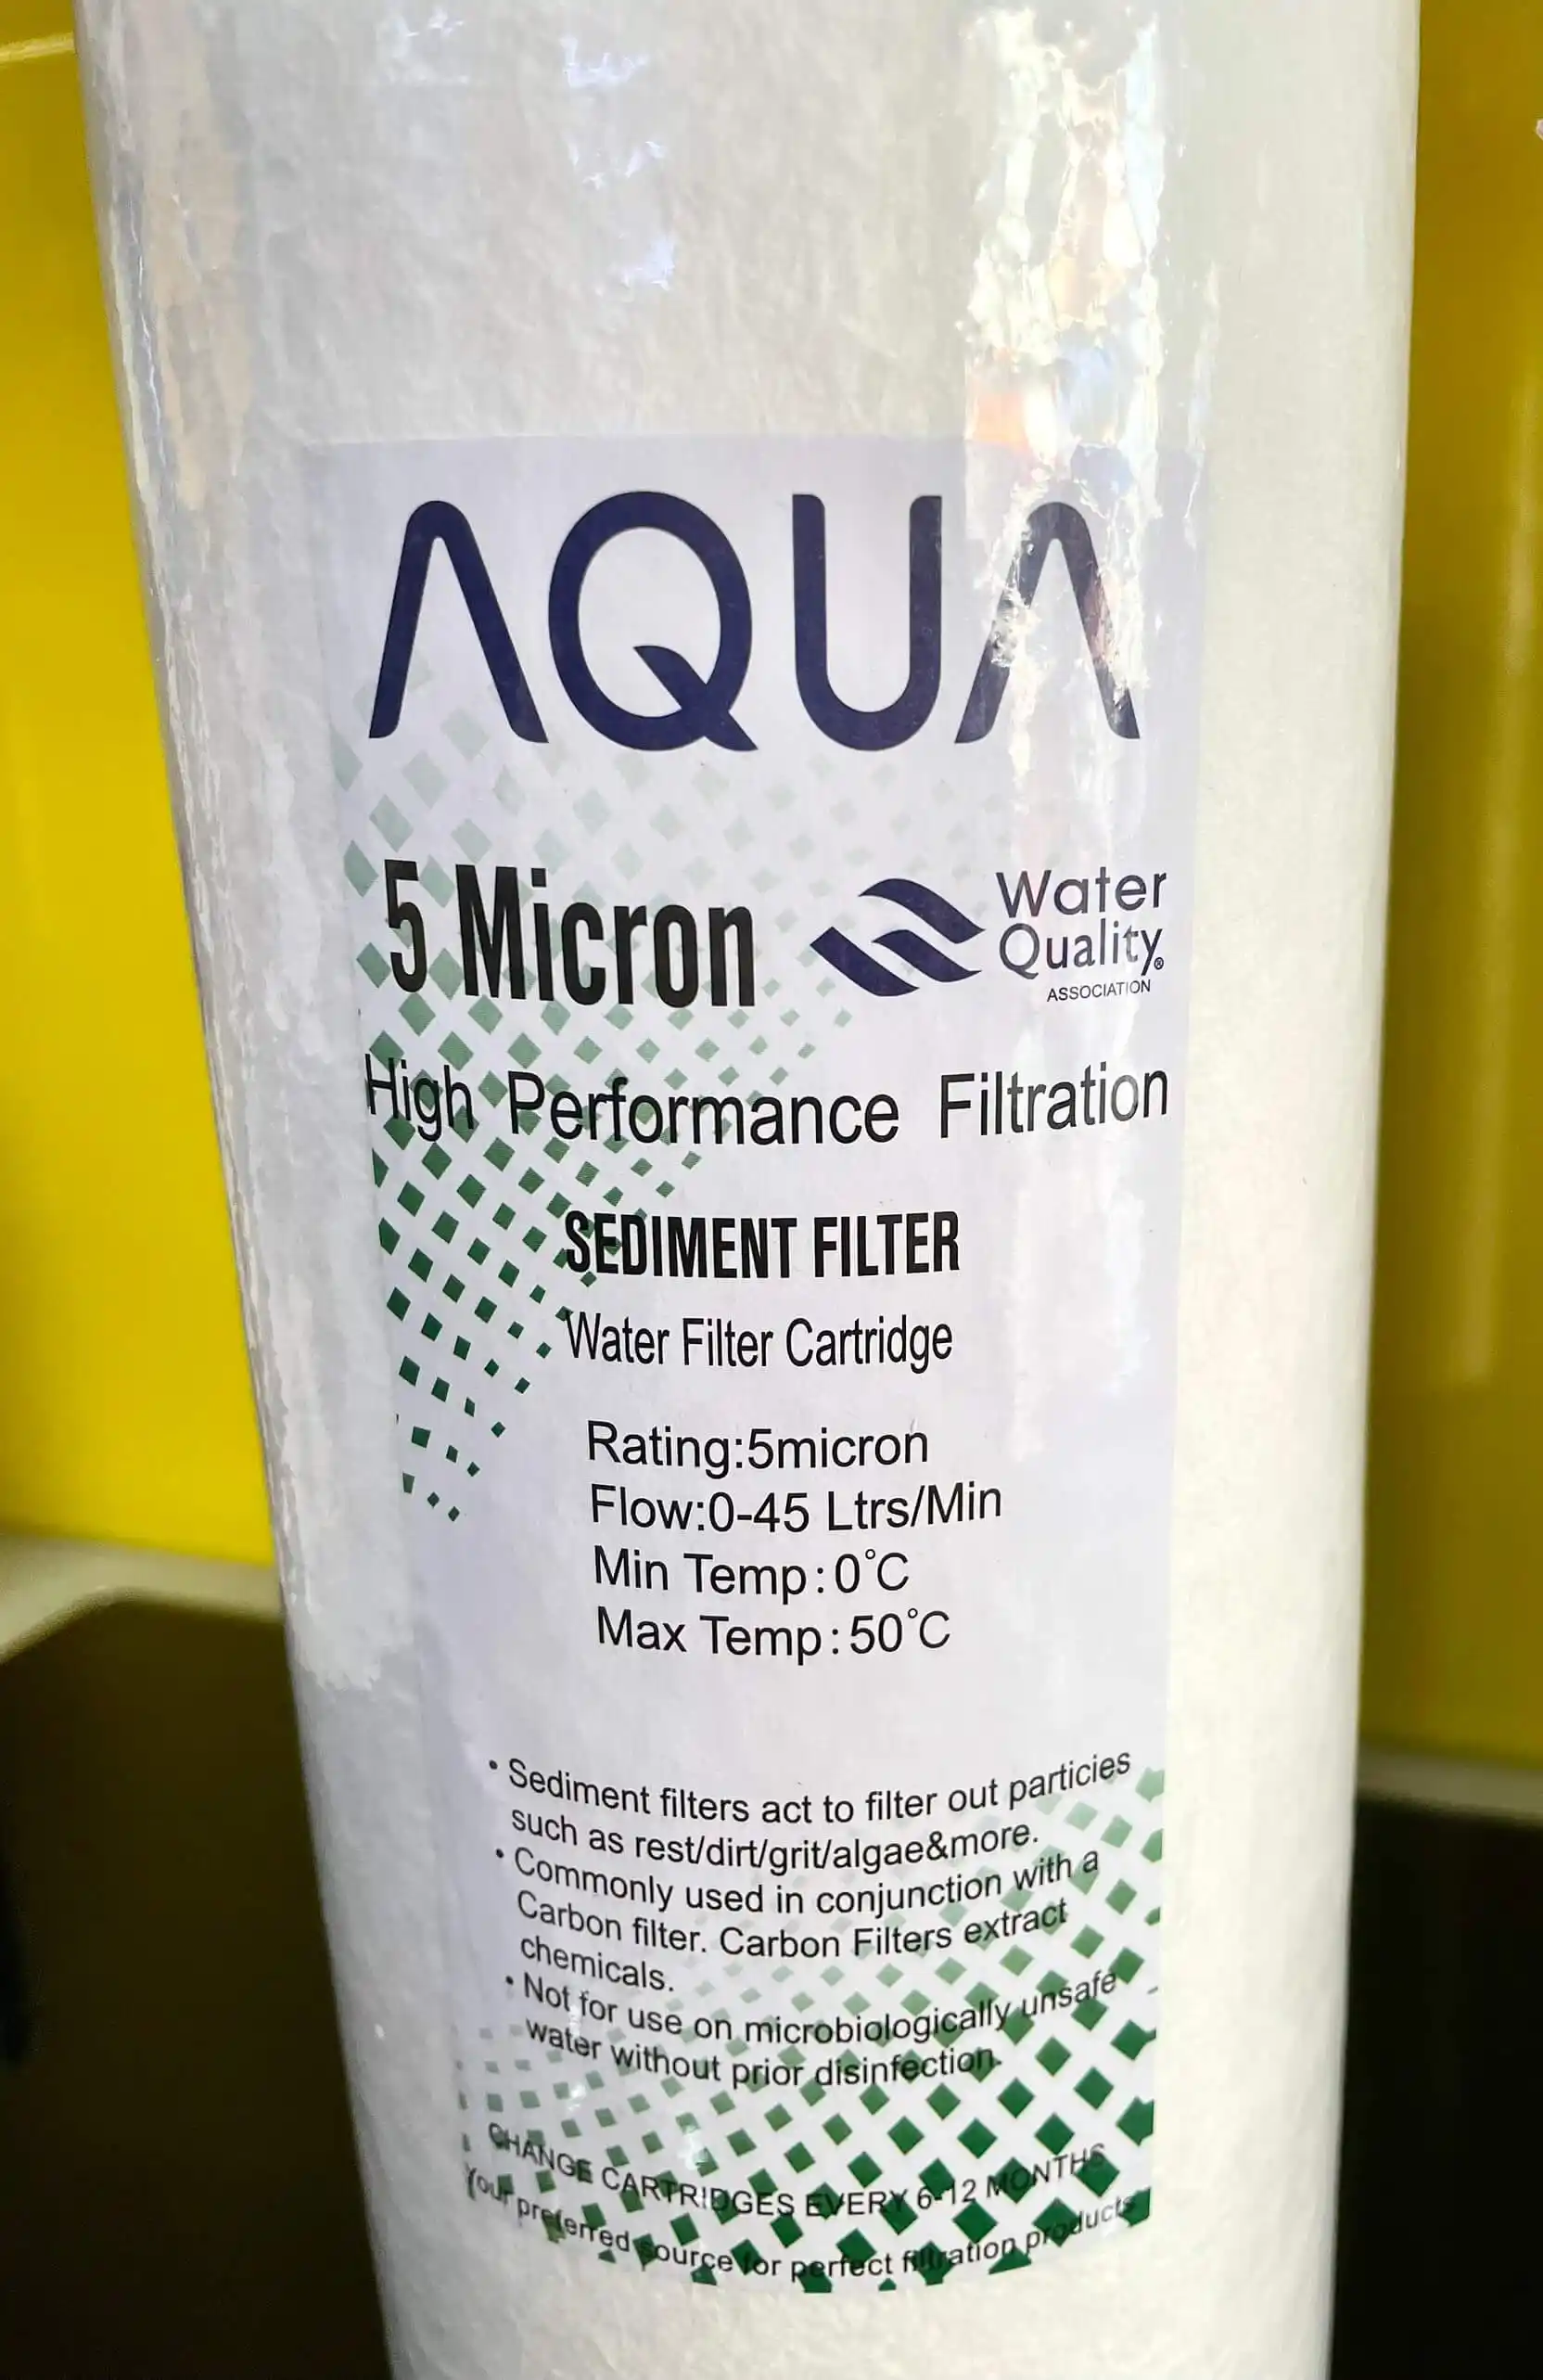 AQUA
5 Micron
Water
Quality®
ASSOCIATION
High Performance Filtration
SEDIMENT FILTER
Water Filter Cartridge
Rating:5micron
Flow:0-45 Ltrs/Min
Min Temp:0°C
Max Temp:50°C
• Sediment filters act to filter out particies
such as rest/dirt/grit/algae&more.
• Commonly used in conjunction with a
Carbon filter. Carbon Filters extract
chemicals.
• Not for use on microbiologically unsafe
water without prior disinfection.
CHANGE CARTRIDGES EVERY 6-12 MONTHS
Your preferred source for perfect filtration products